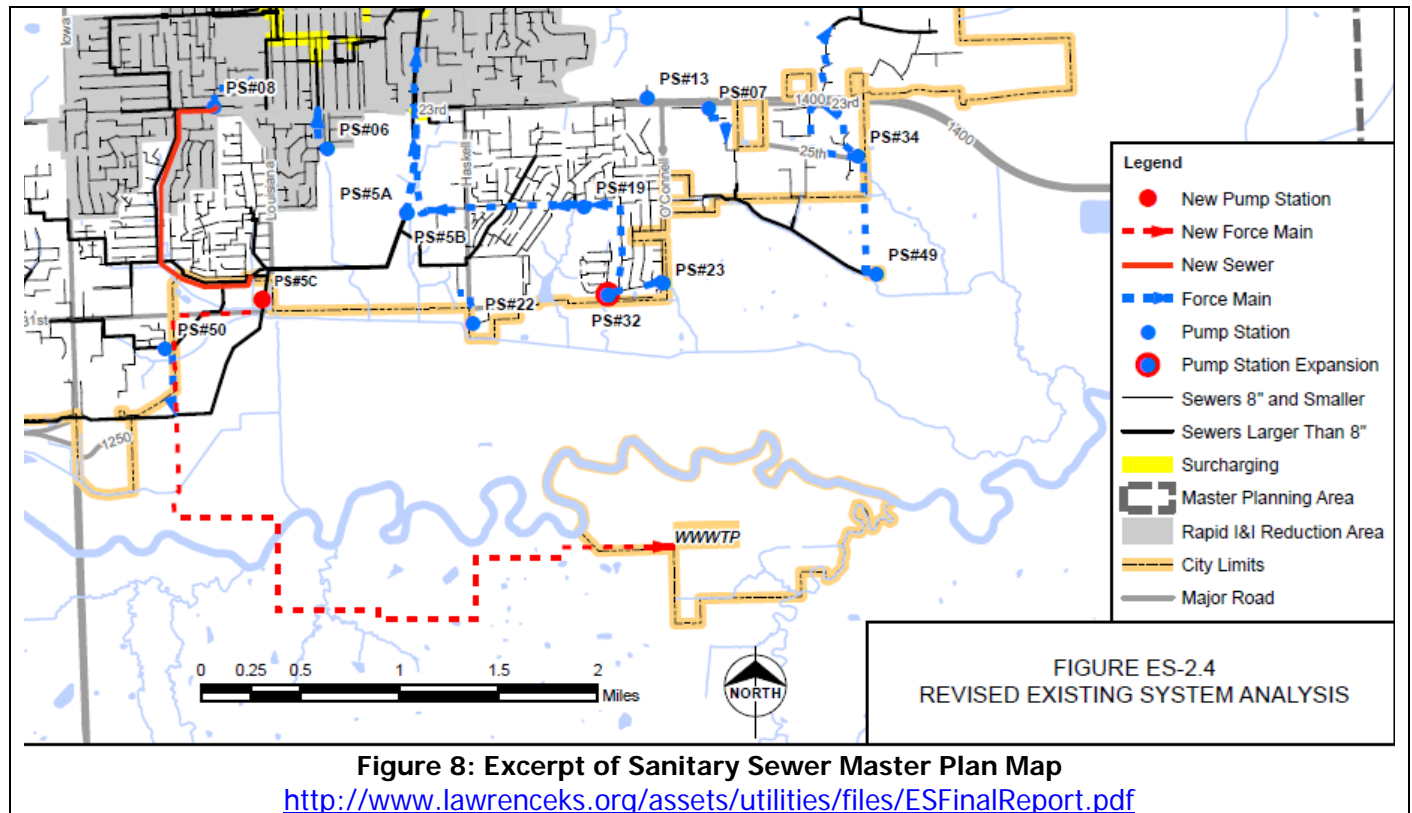 Iowa
PS#08
PS#13
PS#07
1400
23rd
23rd
PS#06
PS#34
1400
25th
Haskell
Louisiana
O'Connell
PS#5A
PS#19
PS#5B
PS#49
PS#23
PS#5C
PS#22
31st
PS#32
PS#50
1250
WWWTP
Legend
New Pump Station
New Force Main
New Sewer
Force Main
Pump Station
Pump Station Expansion
Sewers 8" and Smaller
Sewers Larger Than 8"
Surcharging
Master Planning Area
Rapid I&I Reduction Area
City Limits
Major Road
0 0.25 0.5 1 1.5 2
Miles
NORTH
FIGURE ES-2.4
REVISED EXISTING SYSTEM ANALYSIS
Figure 8: Excerpt of Sanitary Sewer Master Plan Map
http://www.lawrenceks.org/assets/utilities/files/ESFinalReport.pdf